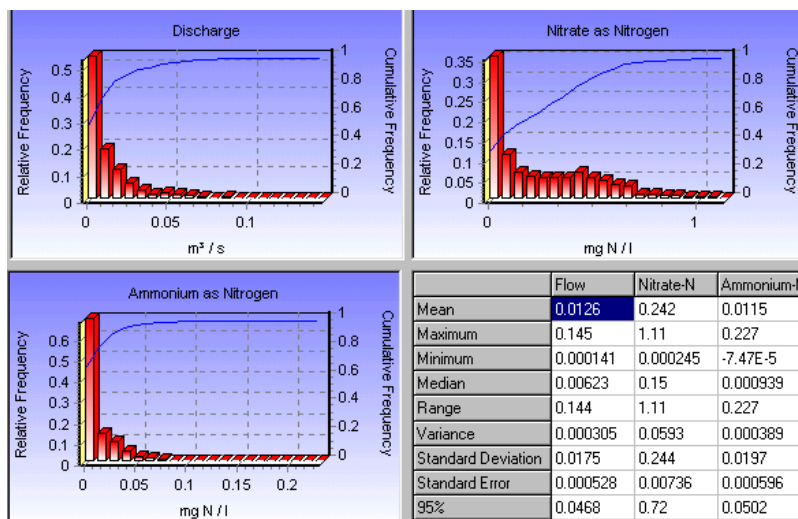 Discharge
Relative Frequency
0.5
0.4
0.3
0.2
0.1
0
1
0.8
0.6
0.4
0.2
0
Cumulative Frequency
0 0.05 0.1
m³ / s
Nitrate as Nitrogen
Relative Frequency
0.35
0.3
0.25
0.2
0.15
0.1
0.05
0
1
0.8
0.6
0.4
0.2
0
Cumulative Frequency
0 1
mg N / l
Ammonium as Nitrogen
Relative Frequency
0.6
0.5
0.4
0.3
0.2
0.1
0
1
0.8
0.6
0.4
0.2
0
Cumulative Frequency
0 0.05 0.1 0.15 0.2
mg N / l
Flow Nitrate-N Ammonium-
Mean 0.0126 0.242 0.0115
Maximum 0.145 1.11 0.227
Minimum 0.000141 0.000245 -7.47E-5
Median 0.00623 0.15 0.000939
Range 0.144 1.11 0.227
Variance 0.000305 0.0593 0.000389
Standard Deviation 0.0175 0.244 0.0197
Standard Error 0.000528 0.00736 0.000596
95% 0.0468 0.72 0.0502